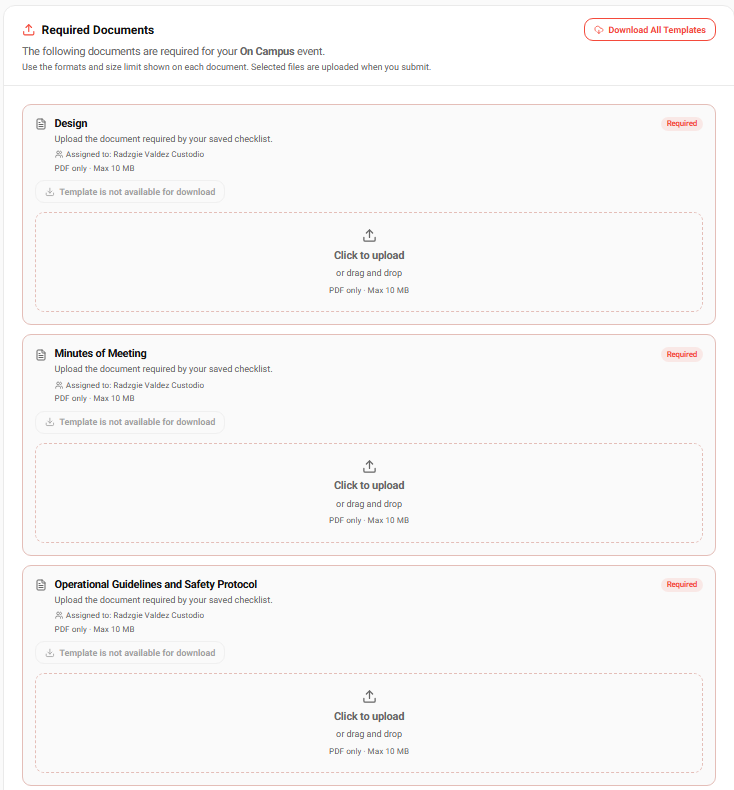 Required Documents
Download All Templates
The following documents are required for your On Campus event.
Use the formats and size limit shown on each document. Selected files are uploaded when you submit.
Design
Required
Upload the document required by your saved checklist.
Assigned to: Radzgie Valdez Custodio
PDF only · Max 10 MB
Template is not available for download
Click to upload
or drag and drop
PDF only · Max 10 MB
Minutes of Meeting
Required
Upload the document required by your saved checklist.
Assigned to: Radzgie Valdez Custodio
PDF only · Max 10 MB
Template is not available for download
Click to upload
or drag and drop
PDF only · Max 10 MB
Operational Guidelines and Safety Protocol
Required
Upload the document required by your saved checklist.
Assigned to: Radzgie Valdez Custodio
PDF only · Max 10 MB
Template is not available for download
Click to upload
or drag and drop
PDF only · Max 10 MB